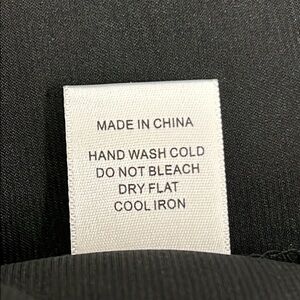 MADE IN CHINA
HAND WASH COLD
DO NOT BLEACH
DRY FLAT
COOL IRON